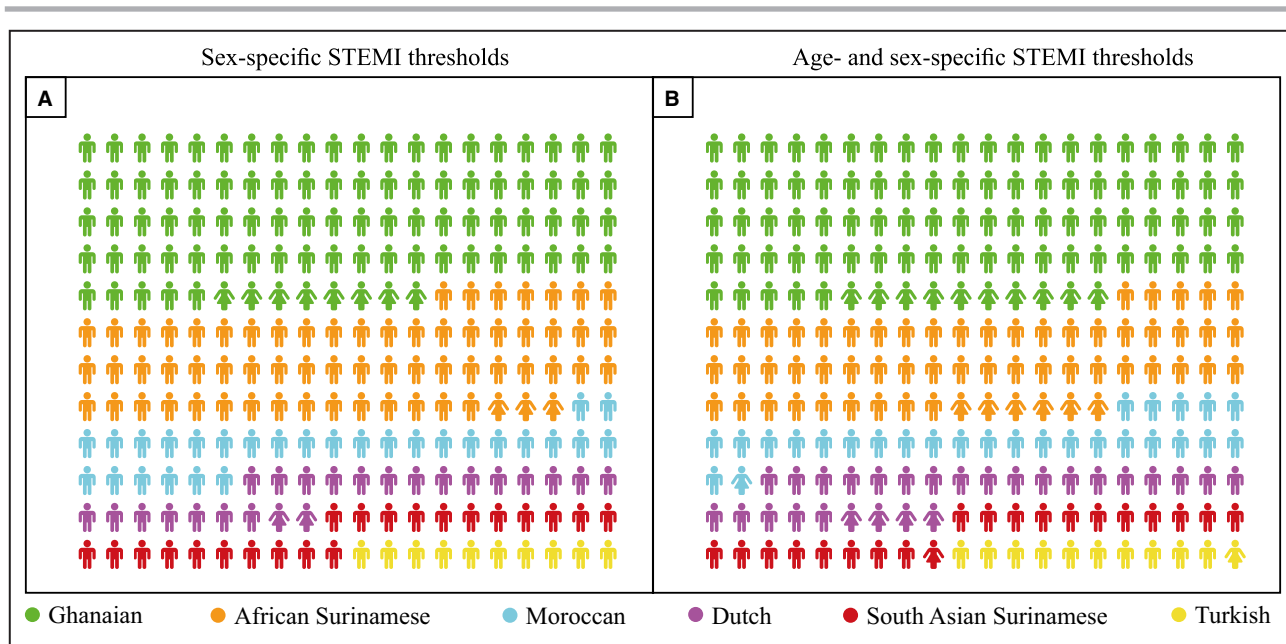 Sex-specific STEMI thresholds
Age- and sex-specific STEMI thresholds
A
B
Ghanaian
African Surinamese
Moroccan
Dutch
South Asian Surinamese
Turkish